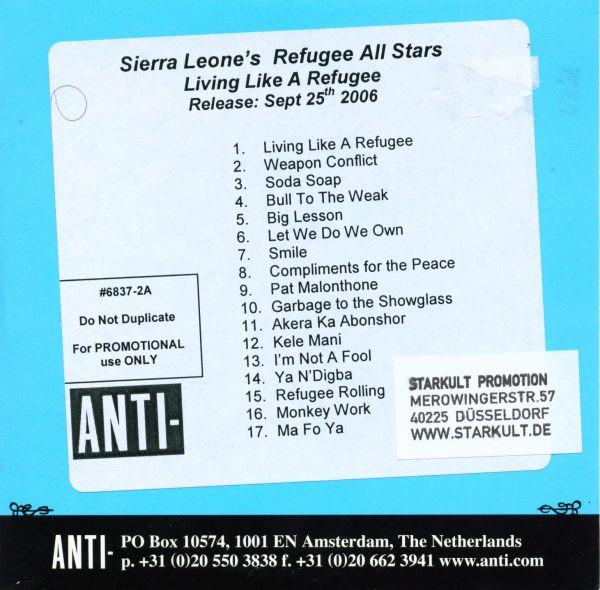 Sierra Leone's Refugee All Stars
Living Like A Refugee
Release: Sept 25th 2006
1. Living Like A Refugee
2. Weapon Conflict
3. Soda Soap
4. Bull To The Weak
5. Big Lesson
6. Let We Do We Own
7. Smile
8. Compliments for the Peace
9. Pat Malonthone
10. Garbage to the Showglass
11. Akera Ka Abonshor
12. Kele Mani
13. I'm Not A Fool
14. Ya N'Digba
15. Refugee Rolling
16. Monkey Work
17. Ma Fo Ya
#6837-2A
Do Not Duplicate
For PROMOTIONAL
use ONLY
ANTI-
STARKULT PROMOTION
MEROWINGERSTR.57
40225 DÜSSELDORF
WWW.STARKULT.DE
ANTI- PO Box 10574, 1001 EN Amsterdam, The Netherlands
p. +31 (0)20 550 3838 f. +31 (0)20 662 3941 www.anti.com